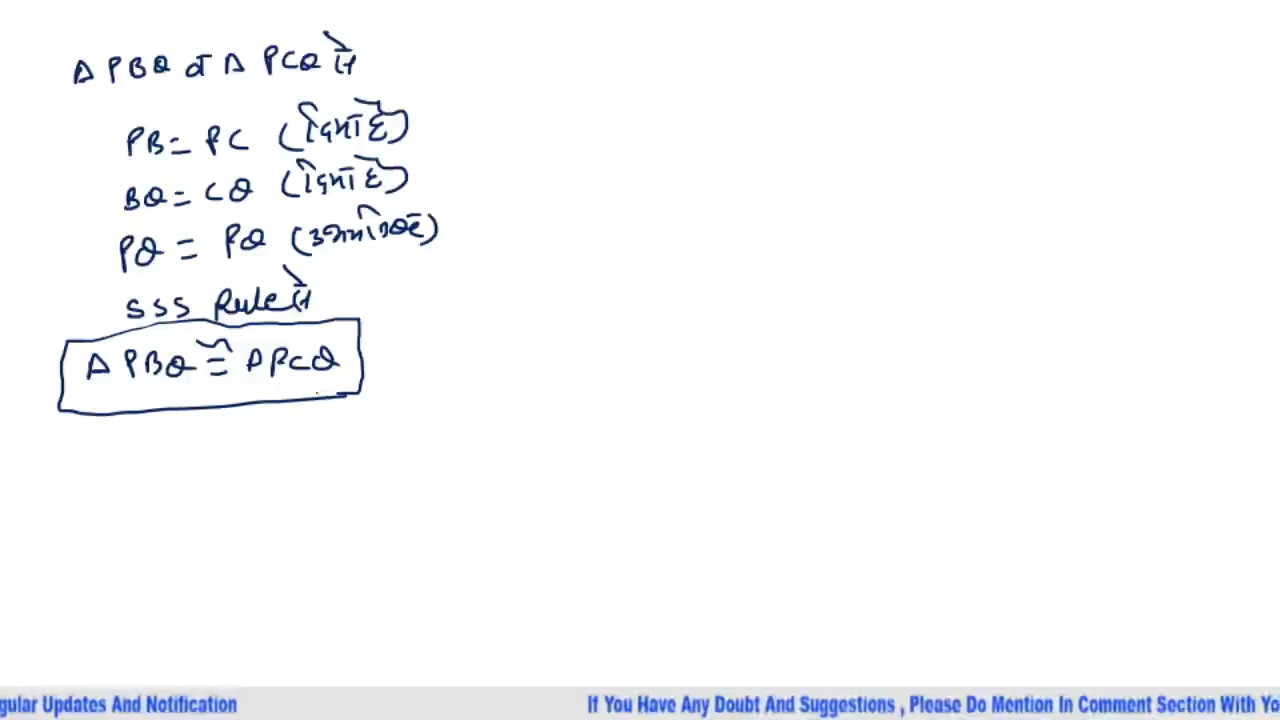 Δ PBQ व Δ PCQ में
PB = PC (दिया है)
BQ = CQ (दिया है)
PQ = PQ (उभयनिष्ठ)
SSS Rule से
Δ PBQ ≅ Δ PCQ
gular Updates And Notification If You Have Any Doubt And Suggestions , Please Do Mention In Comment Section With Yo